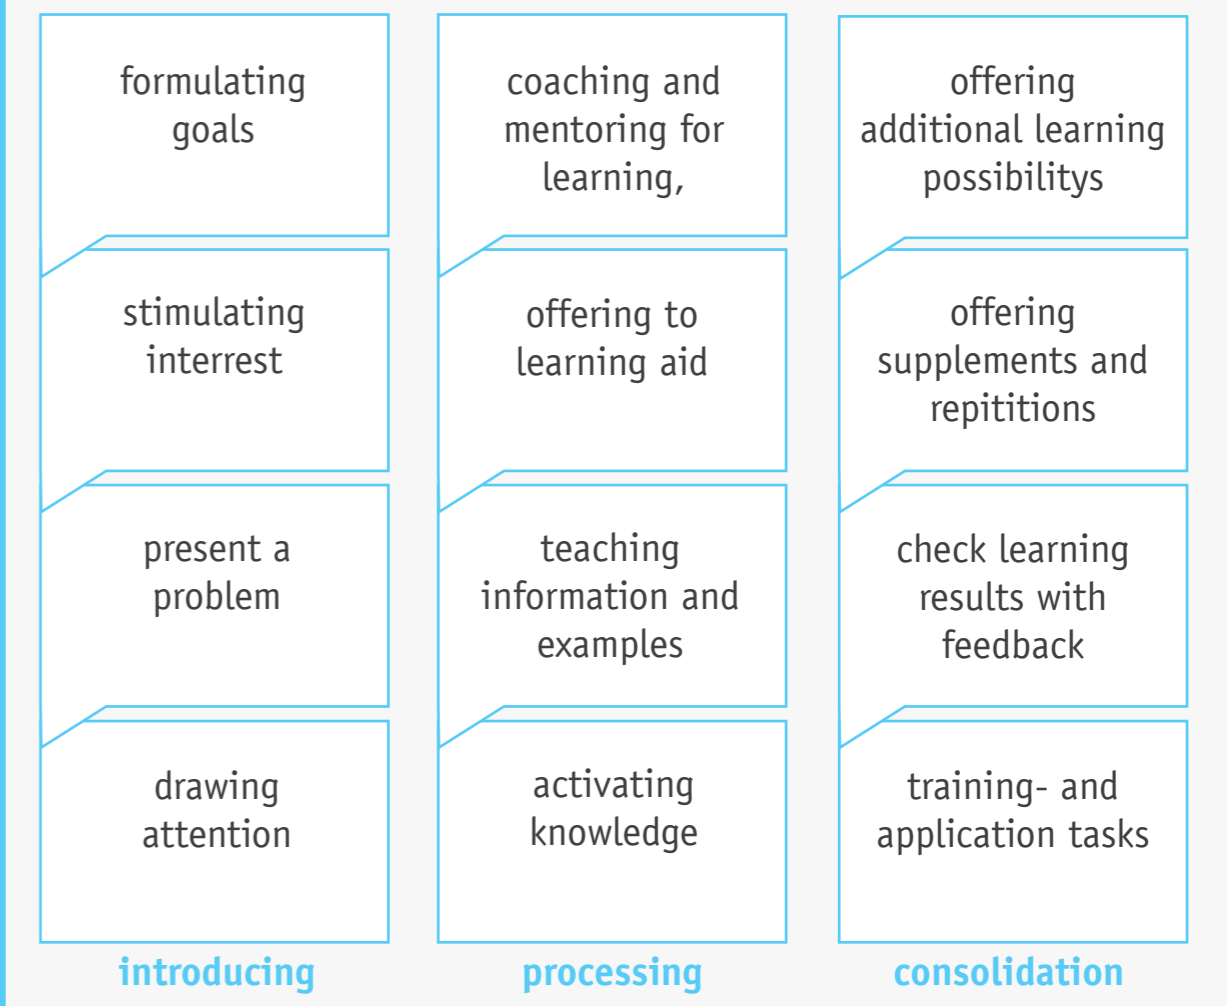 formulating
goals
stimulating
interrest
present a
problem
drawing
attention
introducing
coaching and
mentoring for
learning,
offering to
learning aid
teaching
information and
examples
activating
knowledge
processing
offering
additional learning
possibilitys
offering
supplements and
repititions
check learning
results with
feedback
training- and
application tasks
consolidation